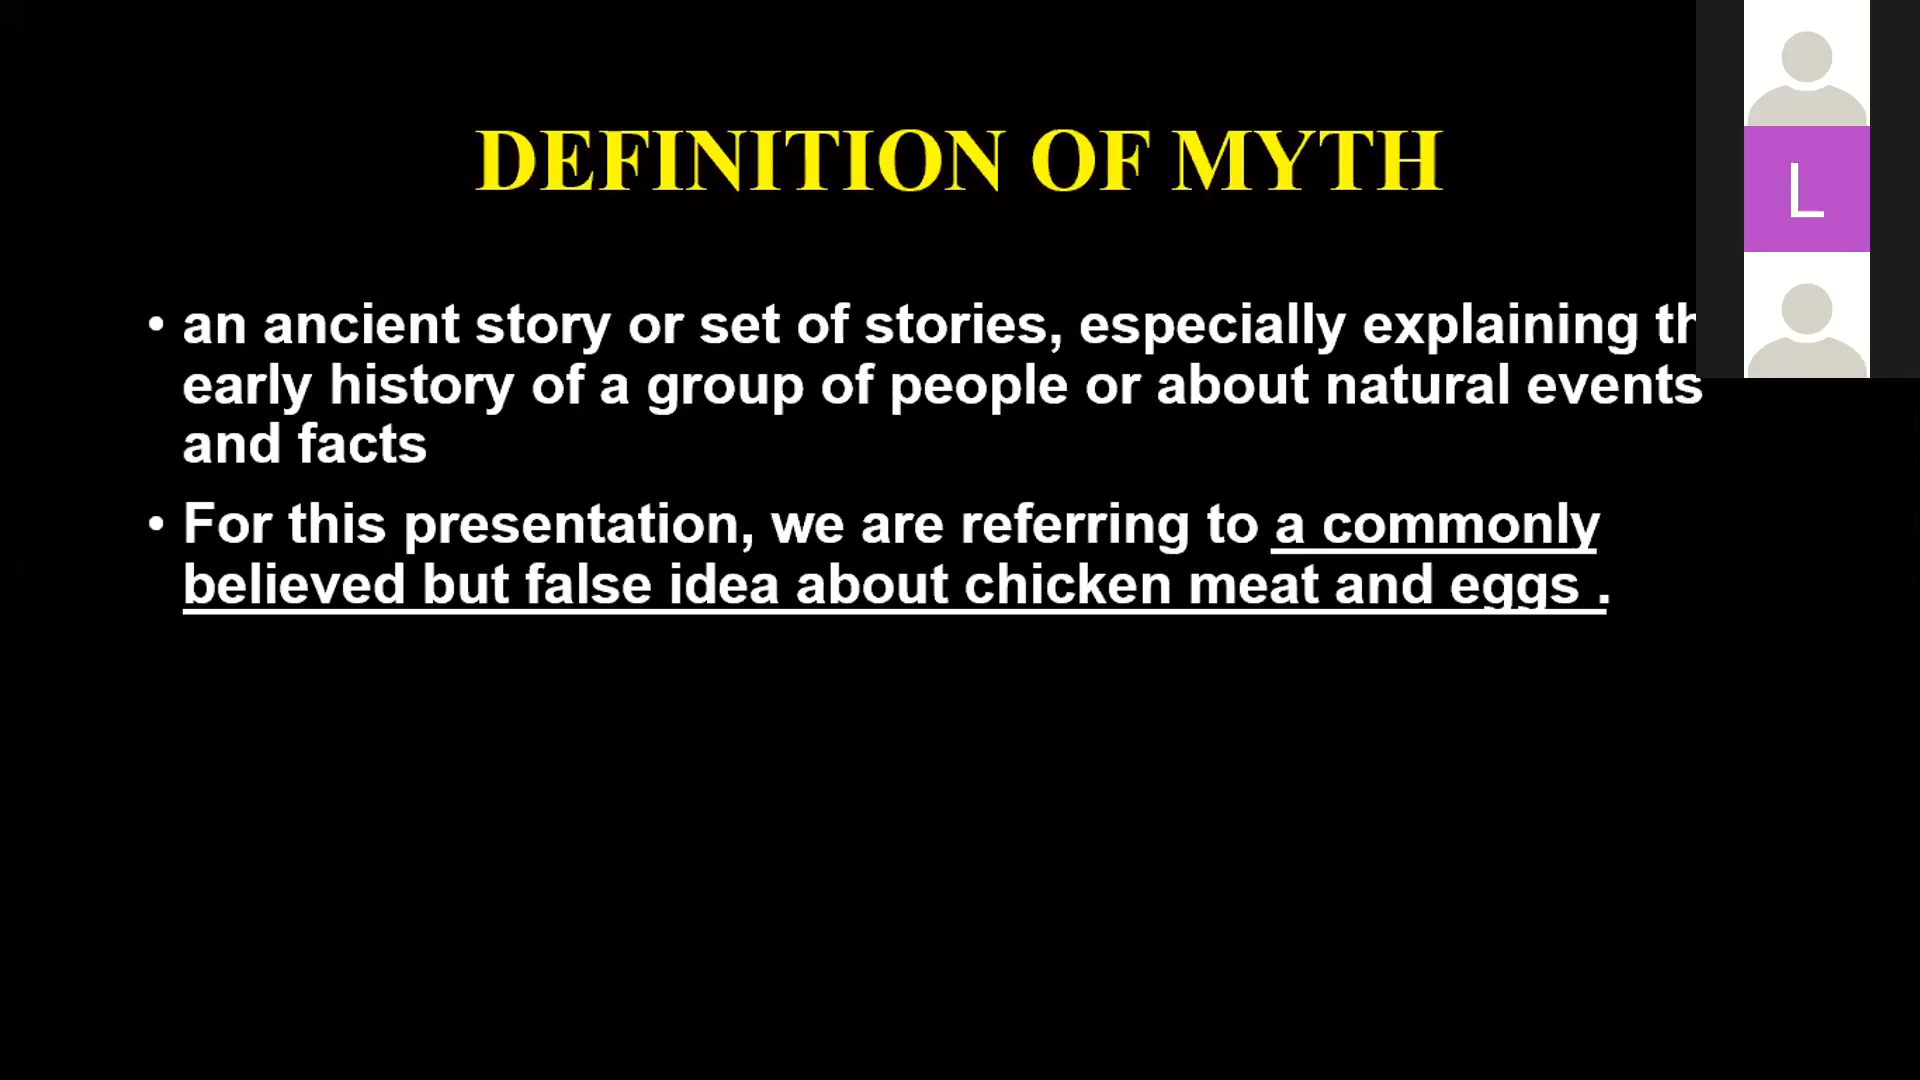 DEFINITION OF MYTH
• an ancient story or set of stories, especially explaining
early history of a group of people or about natural events
and facts
• For this presentation, we are referring to a commonly
believed but false idea about chicken meat and eggs .
L